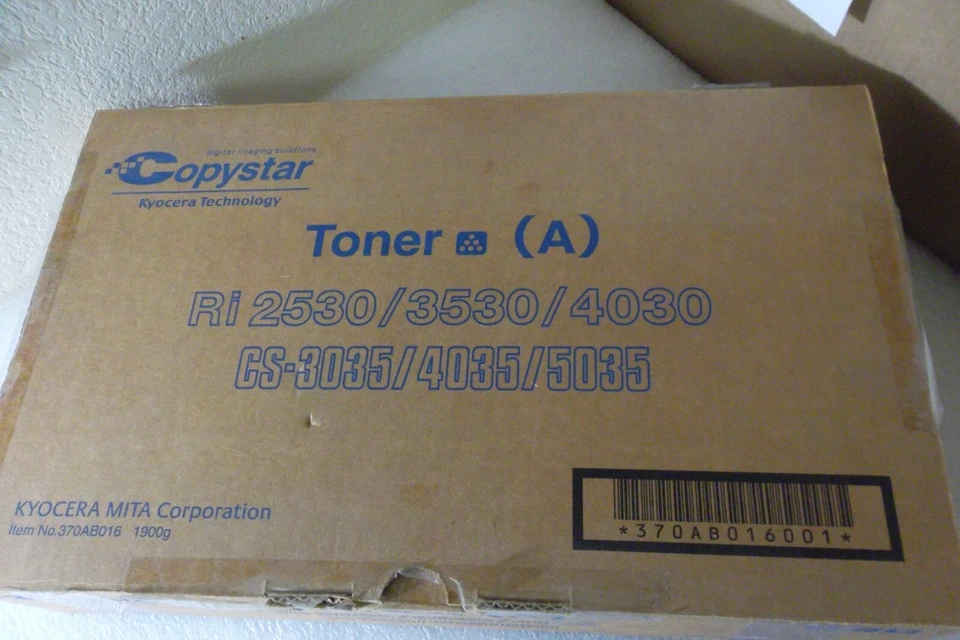 digital imaging solutions
Copystar
Kyocera Technology
Toner (A)
Ri 2530/3530/4030
CS-3035/4035/5035
KYOCERA MITA Corporation
Item No.370AB016 1900g
*370AB016001*